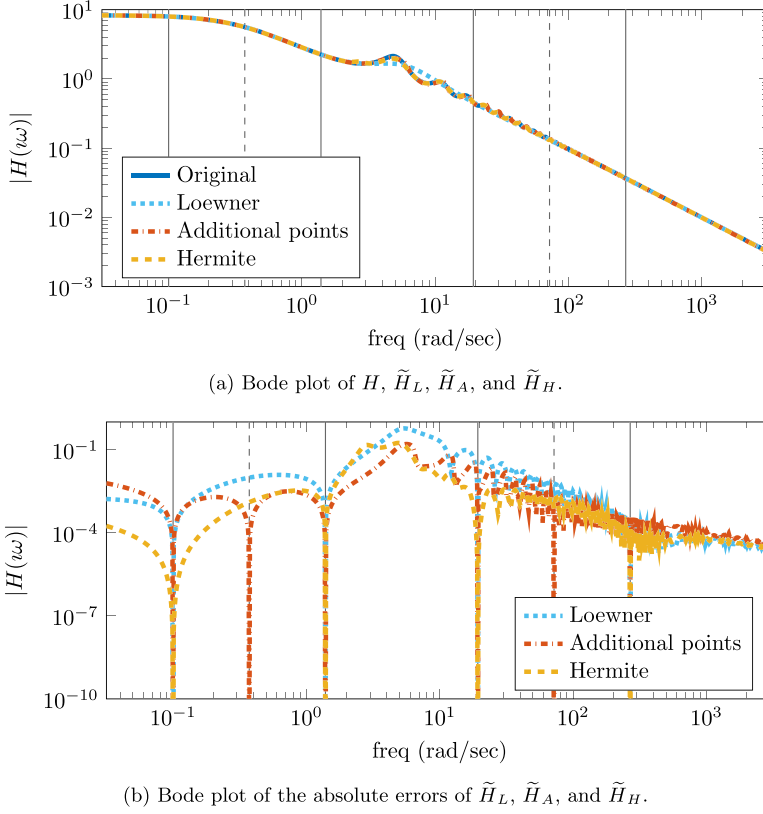 10^1
10^0
10^−1
10^−2
10^−3
|H(ıω)|
Original
Loewner
Additional points
Hermite
10^−1 10^0 10^1 10^2 10^3
freq (rad/sec)
(a) Bode plot of H, H̃_L, H̃_A, and H̃_H.
10^−1
10^−4
10^−7
10^−10
|H(ıω)|
Loewner
Additional points
Hermite
10^−1 10^0 10^1 10^2 10^3
freq (rad/sec)
(b) Bode plot of the absolute errors of H̃_L, H̃_A, and H̃_H.